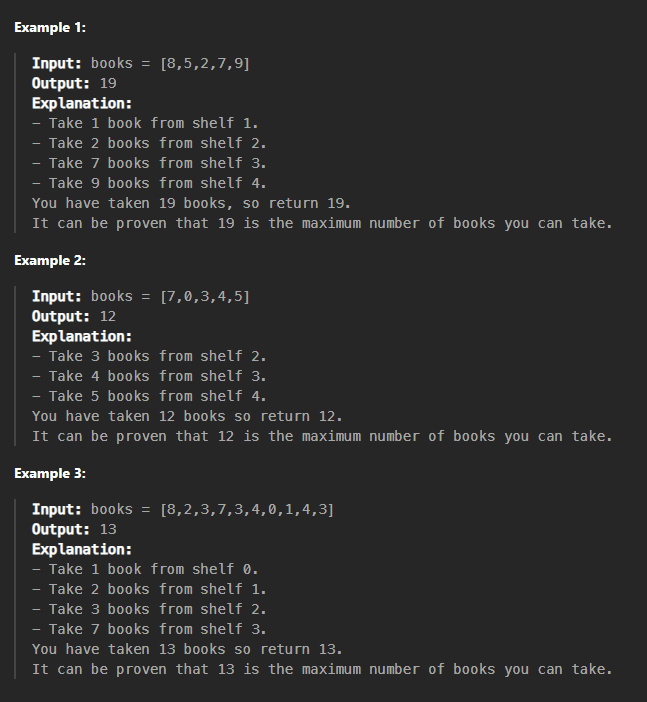 Example 1:
Input: books = [8,5,2,7,9]
Output: 19
Explanation:
- Take 1 book from shelf 1.
- Take 2 books from shelf 2.
- Take 7 books from shelf 3.
- Take 9 books from shelf 4.
You have taken 19 books, so return 19.
It can be proven that 19 is the maximum number of books you can take.
Example 2:
Input: books = [7,0,3,4,5]
Output: 12
Explanation:
- Take 3 books from shelf 2.
- Take 4 books from shelf 3.
- Take 5 books from shelf 4.
You have taken 12 books so return 12.
It can be proven that 12 is the maximum number of books you can take.
Example 3:
Input: books = [8,2,3,7,3,4,0,1,4,3]
Output: 13
Explanation:
- Take 1 book from shelf 0.
- Take 2 books from shelf 1.
- Take 3 books from shelf 2.
- Take 7 books from shelf 3.
You have taken 13 books so return 13.
It can be proven that 13 is the maximum number of books you can take.